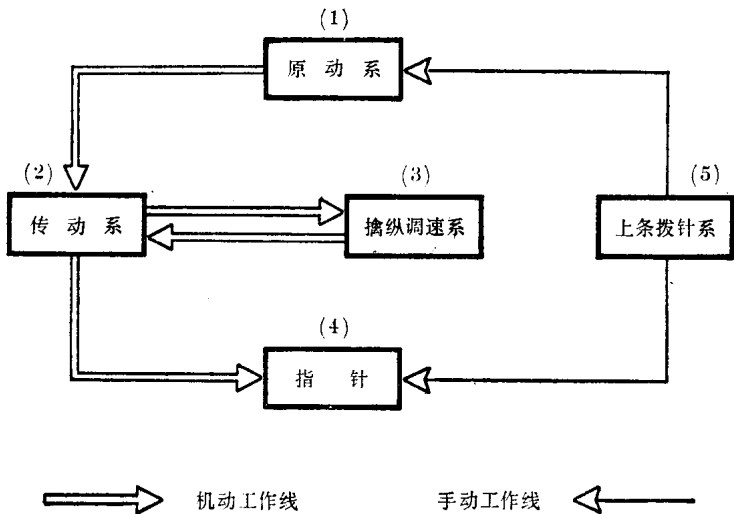 (1)
原动系
(2)
传动系
(3)
擒纵调速系
(5)
上条拨针系
(4)
指针
机动工作线
手动工作线